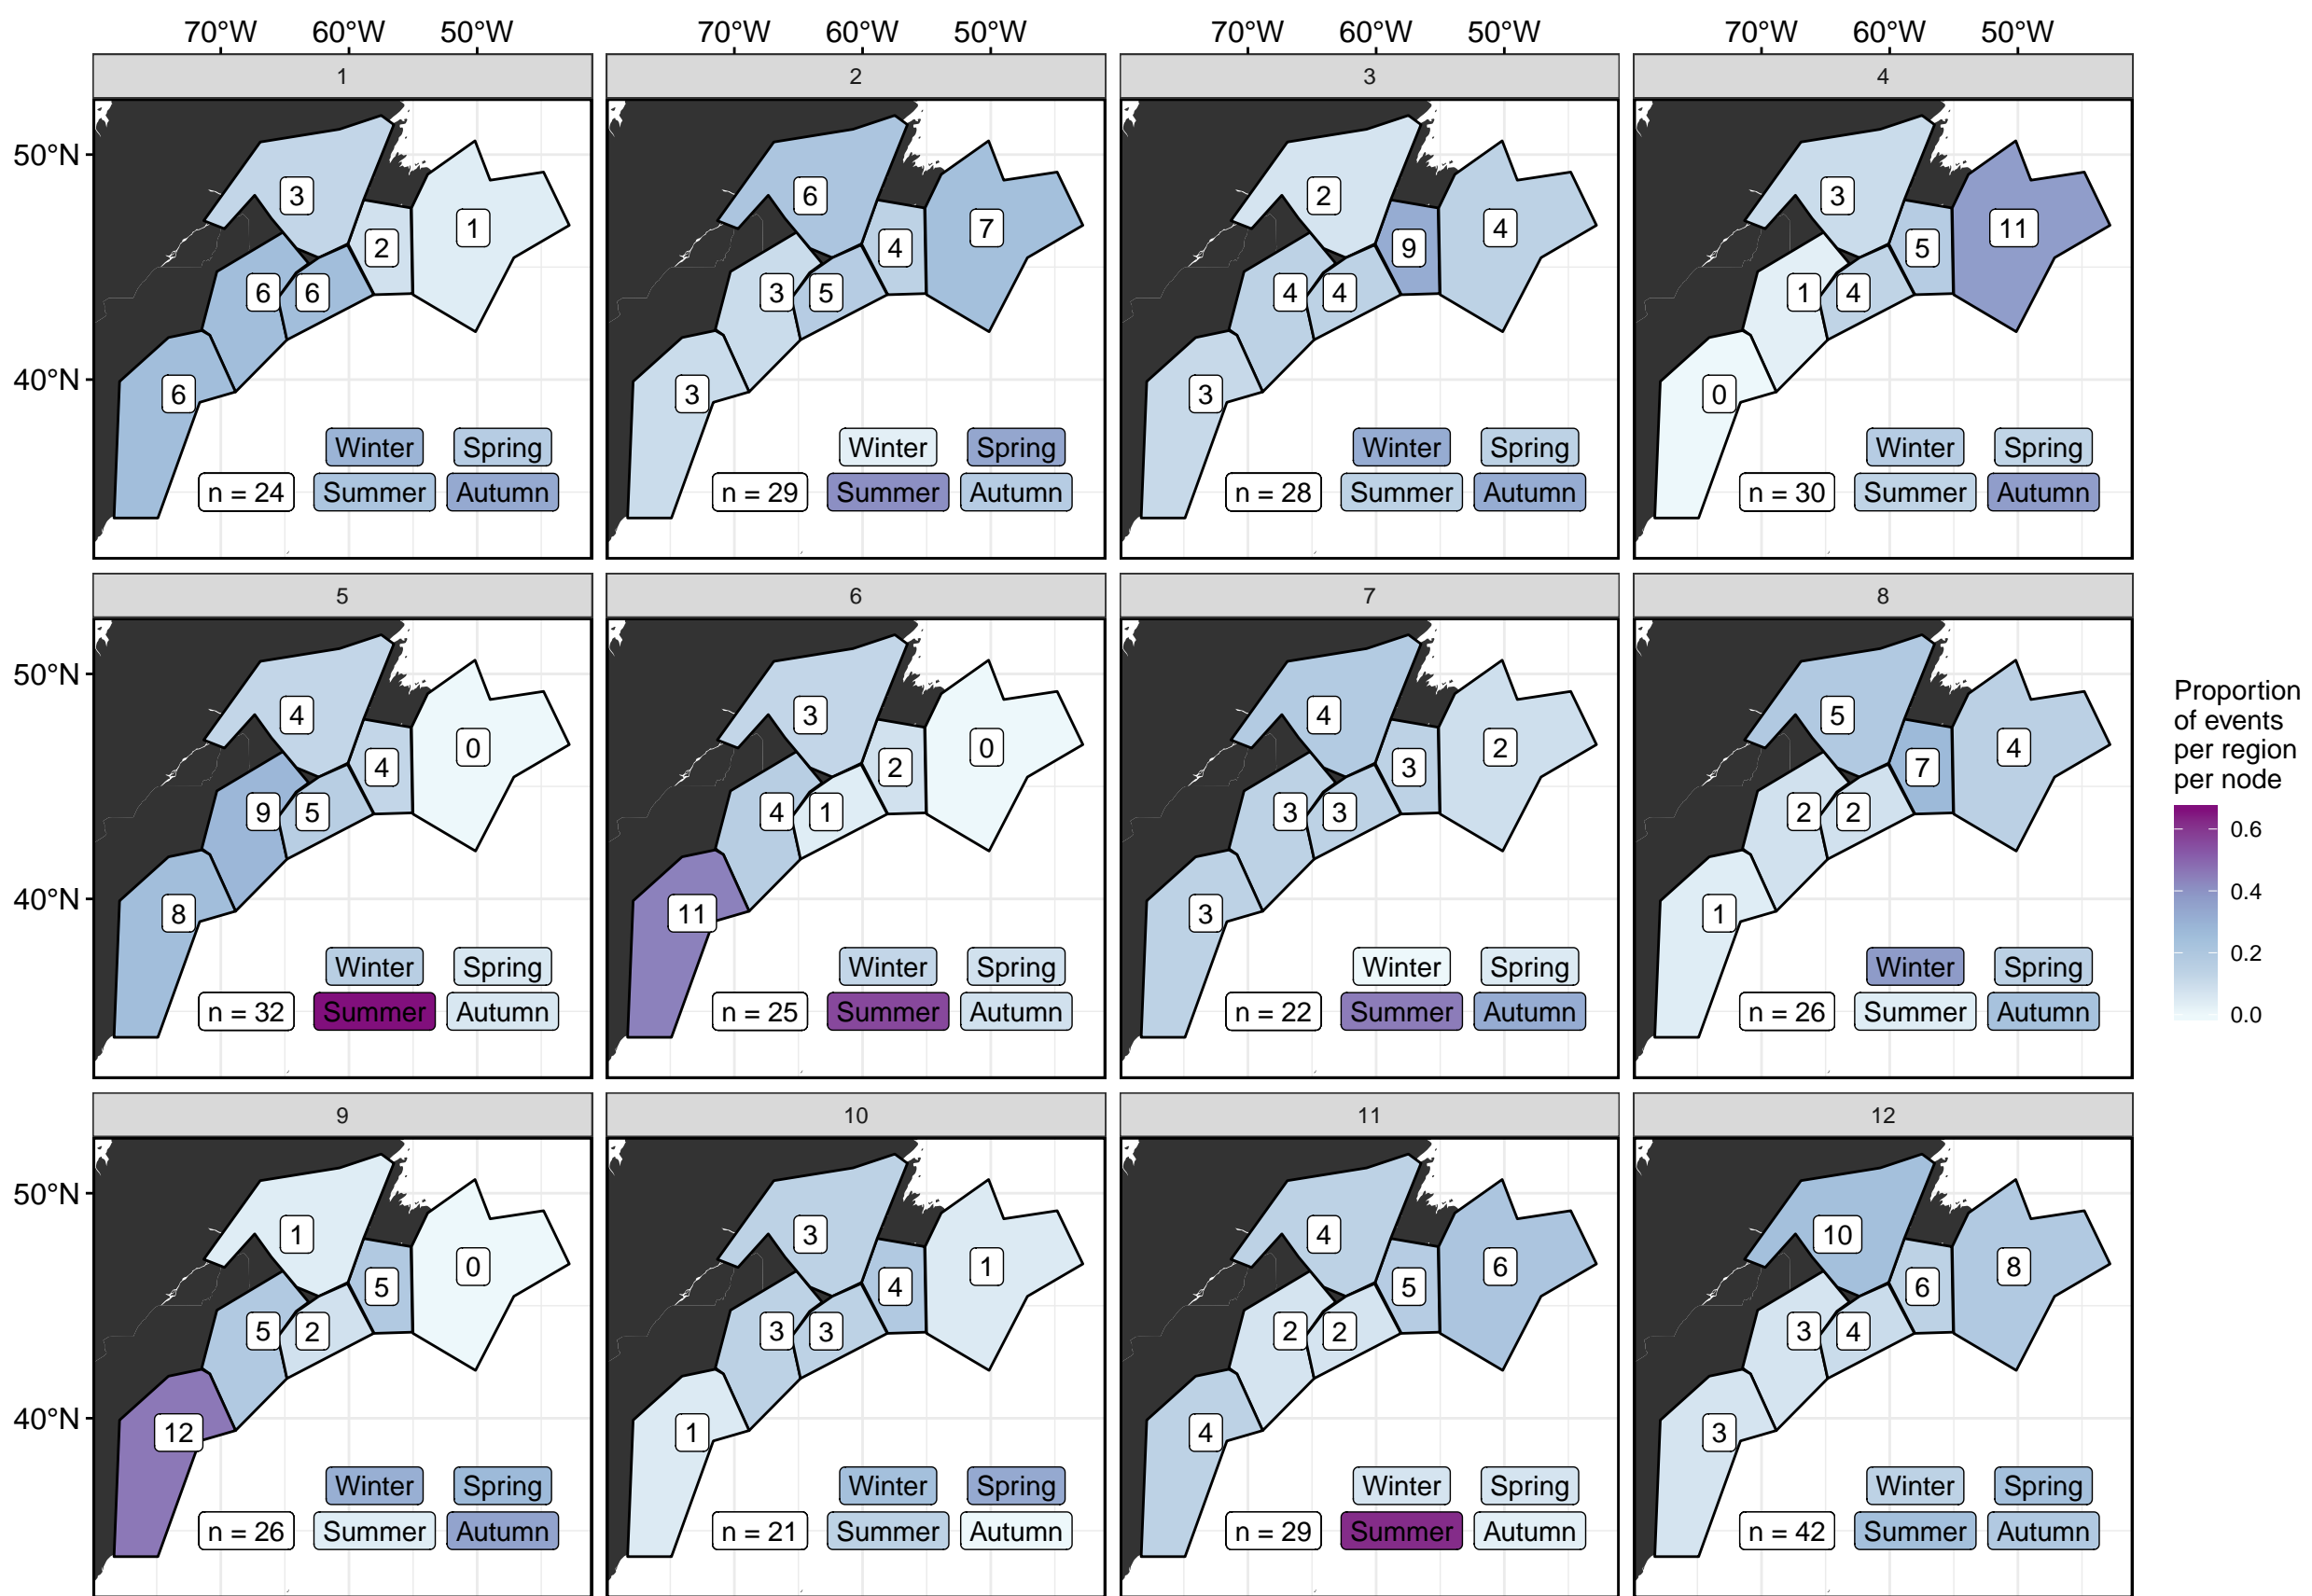 70°W 60°W 50°W 70°W 60°W 50°W 70°W 60°W 50°W 70°W 60°W 50°W
1 2 3 4
50°N
40°N
3
1
2
6 6
6
Winter Spring
n = 24 Summer Autumn
6
7
4
3 5
3
Winter Spring
n = 29 Summer Autumn
2
4
9
4 4
3
Winter Spring
n = 28 Summer Autumn
3
11
5
1 4
0
Winter Spring
n = 30 Summer Autumn
5 6 7 8
50°N
40°N
4
0
4
9 5
8
Winter Spring
n = 32 Summer Autumn
3
0
2
4 1
11
Winter Spring
n = 25 Summer Autumn
4
2
3
3 3
3
Winter Spring
n = 22 Summer Autumn
5
4
7
2 2
1
Winter Spring
n = 26 Summer Autumn
9 10 11 12
50°N
40°N
1
0
5
5 2
12
Winter Spring
n = 26 Summer Autumn
3
1
4
3 3
1
Winter Spring
n = 21 Summer Autumn
4
6
5
2 2
4
Winter Spring
n = 29 Summer Autumn
10
8
6
3 4
3
Winter Spring
n = 42 Summer Autumn
Proportion
of events
per region
per node
0.6
0.4
0.2
0.0